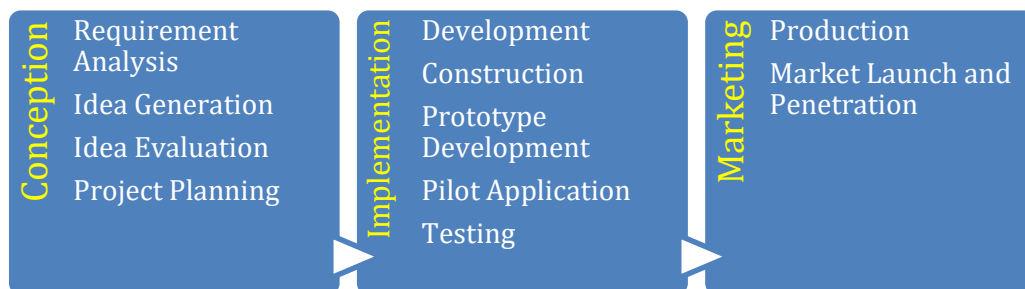 Conception
Requirement
Analysis
Idea Generation
Idea Evaluation
Project Planning
Implementation
Development
Construction
Prototype
Development
Pilot Application
Testing
Marketing
Production
Market Launch and
Penetration